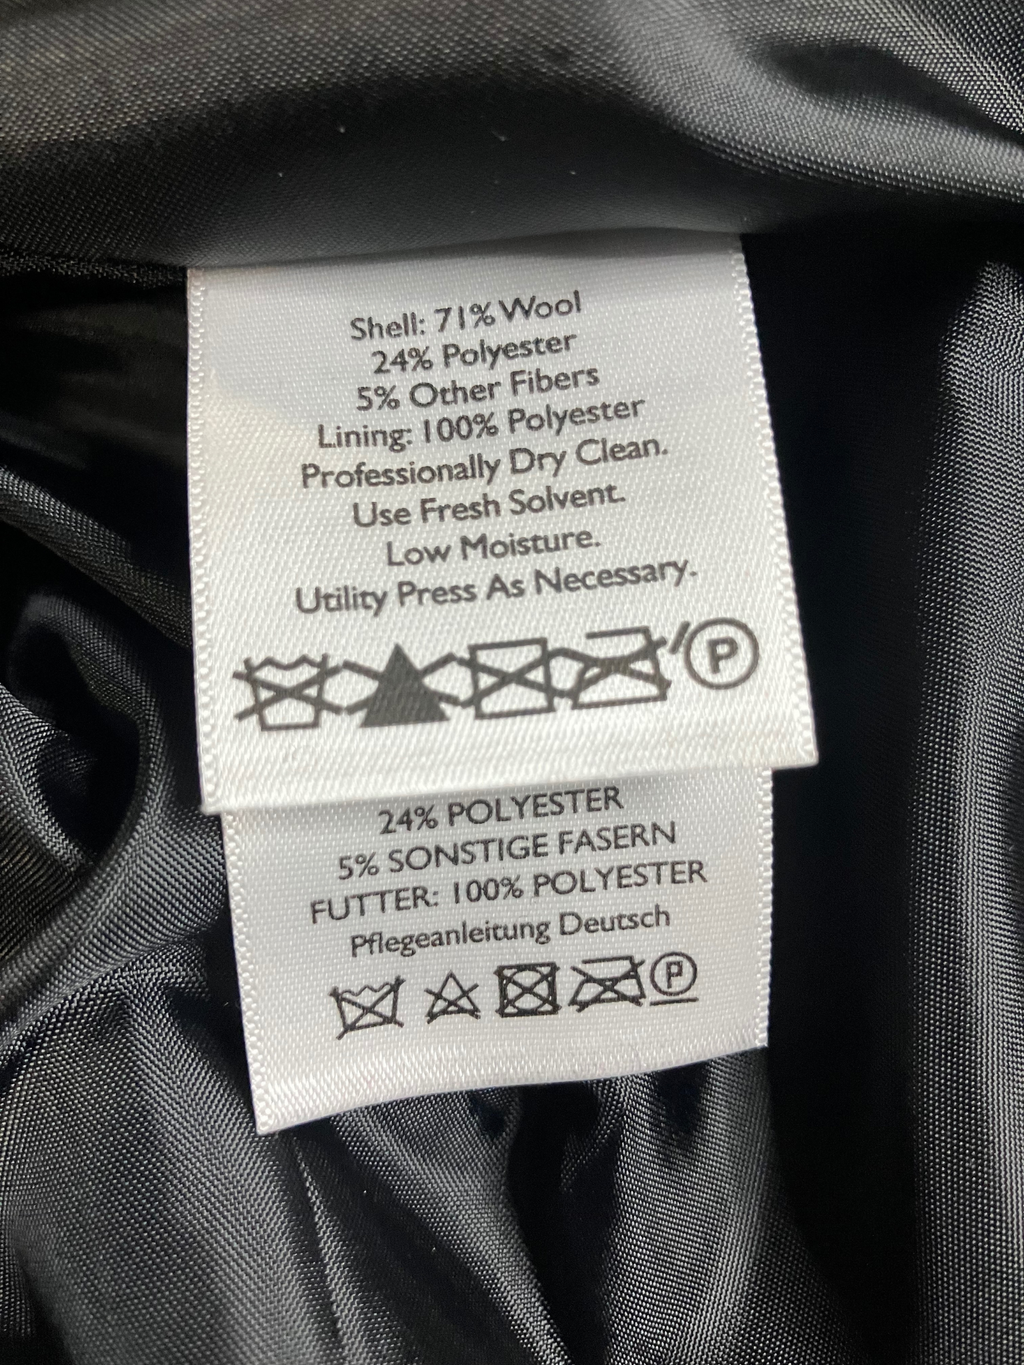 Shell: 71% Wool
24% Polyester
5% Other Fibers
Lining: 100% Polyester
Professionally Dry Clean.
Use Fresh Solvent.
Low Moisture.
Utility Press As Necessary.
P
24% POLYESTER
5% SONSTIGE FASERN
FUTTER: 100% POLYESTER
Pflegeanleitung Deutsch
P